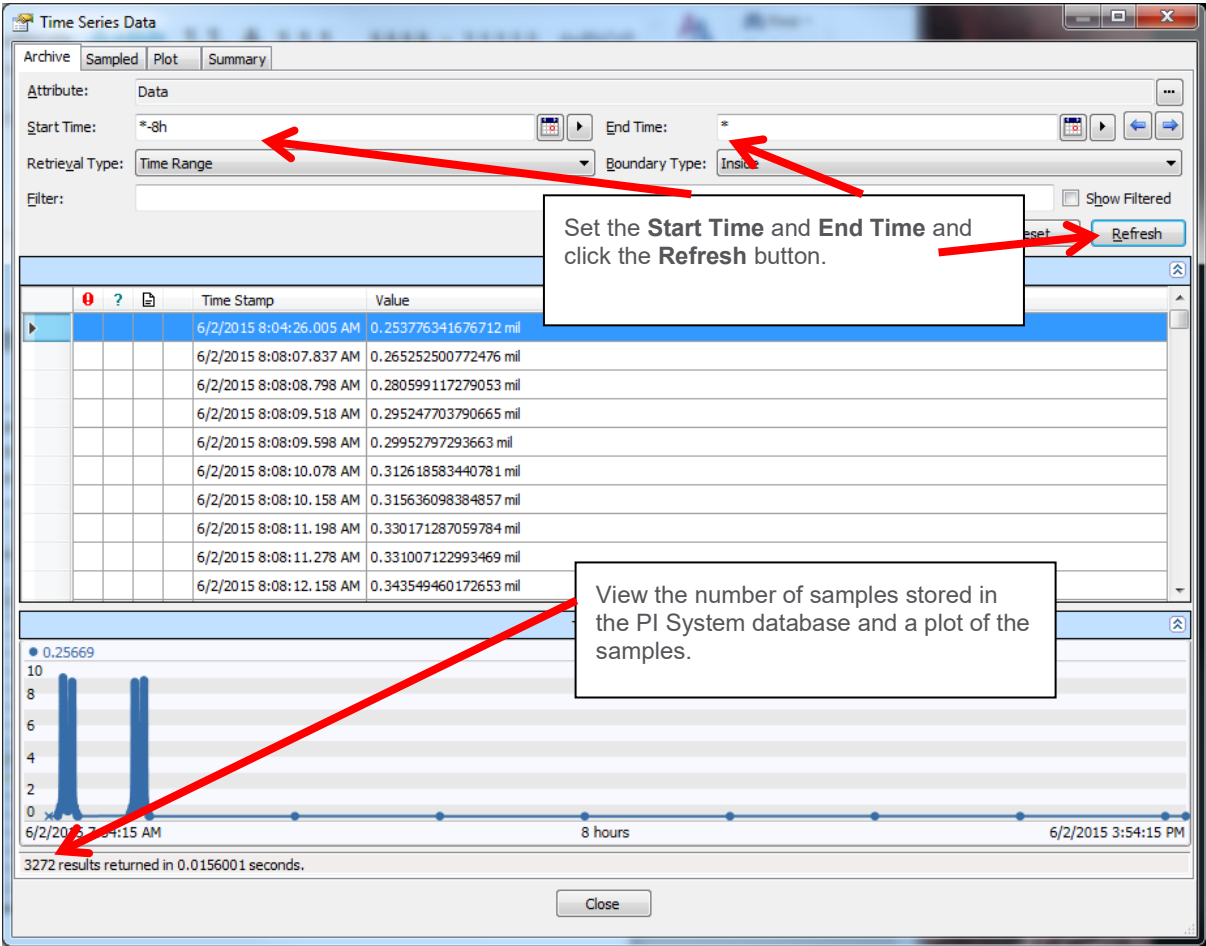 Time Series Data
Archive Sampled Plot Summary
Attribute: Data ...
Start Time: *-8h End Time: *
Retrieval Type: Time Range Boundary Type: Inside
Filter: Show Filtered
Set the Start Time and End Time and
click the Refresh button.
eset Refresh
! ? Time Stamp Value
6/2/2015 8:04:26.005 AM 0.253776341676712 mil
6/2/2015 8:08:07.837 AM 0.265252500772476 mil
6/2/2015 8:08:08.798 AM 0.280599117279053 mil
6/2/2015 8:08:09.518 AM 0.295247703790665 mil
6/2/2015 8:08:09.598 AM 0.29952797293663 mil
6/2/2015 8:08:10.078 AM 0.312618583440781 mil
6/2/2015 8:08:10.158 AM 0.315636098384857 mil
6/2/2015 8:08:11.198 AM 0.330171287059784 mil
6/2/2015 8:08:11.278 AM 0.331007122993469 mil
6/2/2015 8:08:12.158 AM 0.343549460172653 mil
View the number of samples stored in
the PI System database and a plot of the
samples.
0.25669
10
8
6
4
2
0
6/2/2015 7:54:15 AM 8 hours 6/2/2015 3:54:15 PM
3272 results returned in 0.0156001 seconds.
Close